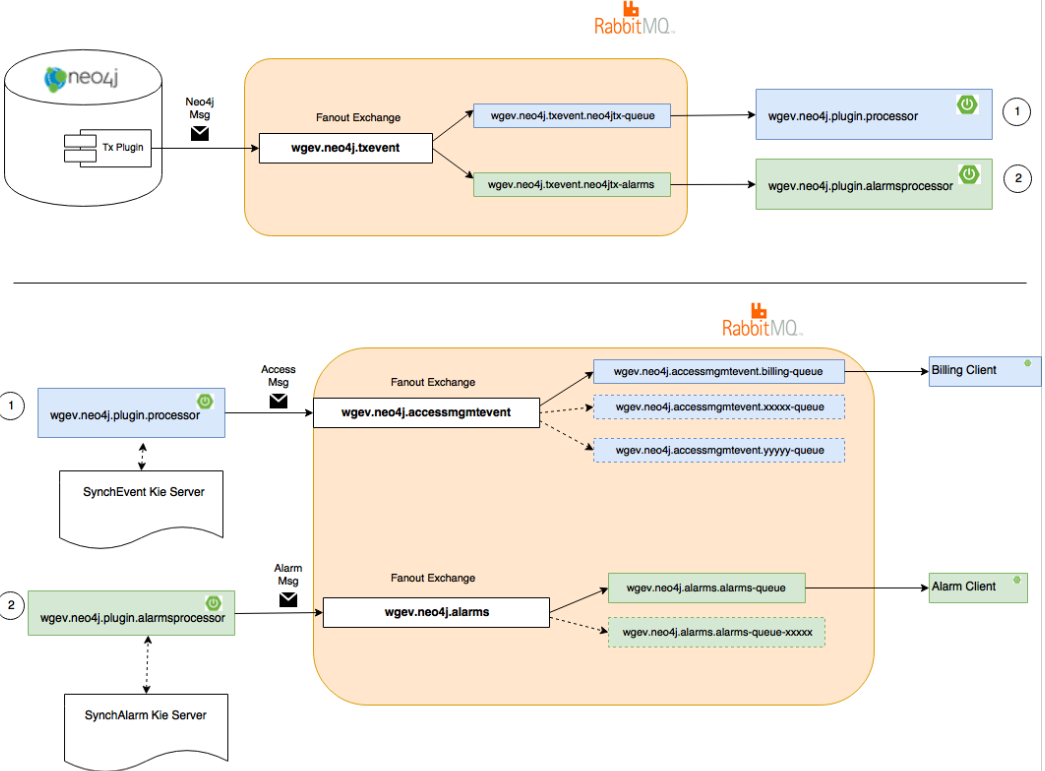 RabbitMQ
neo4j
Neo4j
Msg
Tx Plugin
Fanout Exchange
wgev.neo4j.txevent
wgev.neo4j.txevent.neo4jtx-queue
wgev.neo4j.txevent.neo4jtx-alarms
wgev.neo4j.plugin.processor
1
wgev.neo4j.plugin.alarmsprocessor
2
RabbitMQ
1
wgev.neo4j.plugin.processor
Access
Msg
Fanout Exchange
wgev.neo4j.accessmgmtevent
wgev.neo4j.accessmgmtevent.billing-queue
wgev.neo4j.accessmgmtevent.xxxxx-queue
wgev.neo4j.accessmgmtevent.yyyyy-queue
Billing Client
SynchEvent Kie Server
2
wgev.neo4j.plugin.alarmsprocessor
Alarm
Msg
Fanout Exchange
wgev.neo4j.alarms
wgev.neo4j.alarms.alarms-queue
wgev.neo4j.alarms.alarms-queue-xxxxx
Alarm Client
SynchAlarm Kie Server